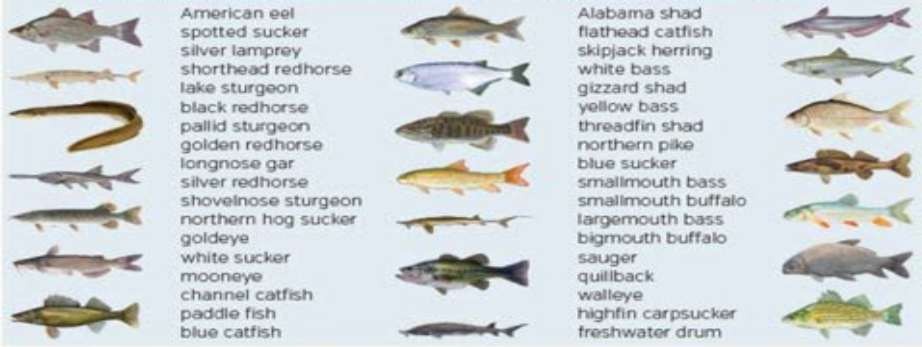 American eel
spotted sucker
silver lamprey
shorthead redhorse
lake sturgeon
black redhorse
pallid sturgeon
golden redhorse
longnose gar
silver redhorse
shovelnose sturgeon
northern hog sucker
goldeye
white sucker
mooneye
channel catfish
paddle fish
blue catfish
Alabama shad
flathead catfish
skipjack herring
white bass
gizzard shad
yellow bass
threadfin shad
northern pike
blue sucker
smallmouth bass
smallmouth buffalo
largemouth bass
bigmouth buffalo
sauger
quillback
walleye
highfin carpsucker
freshwater drum